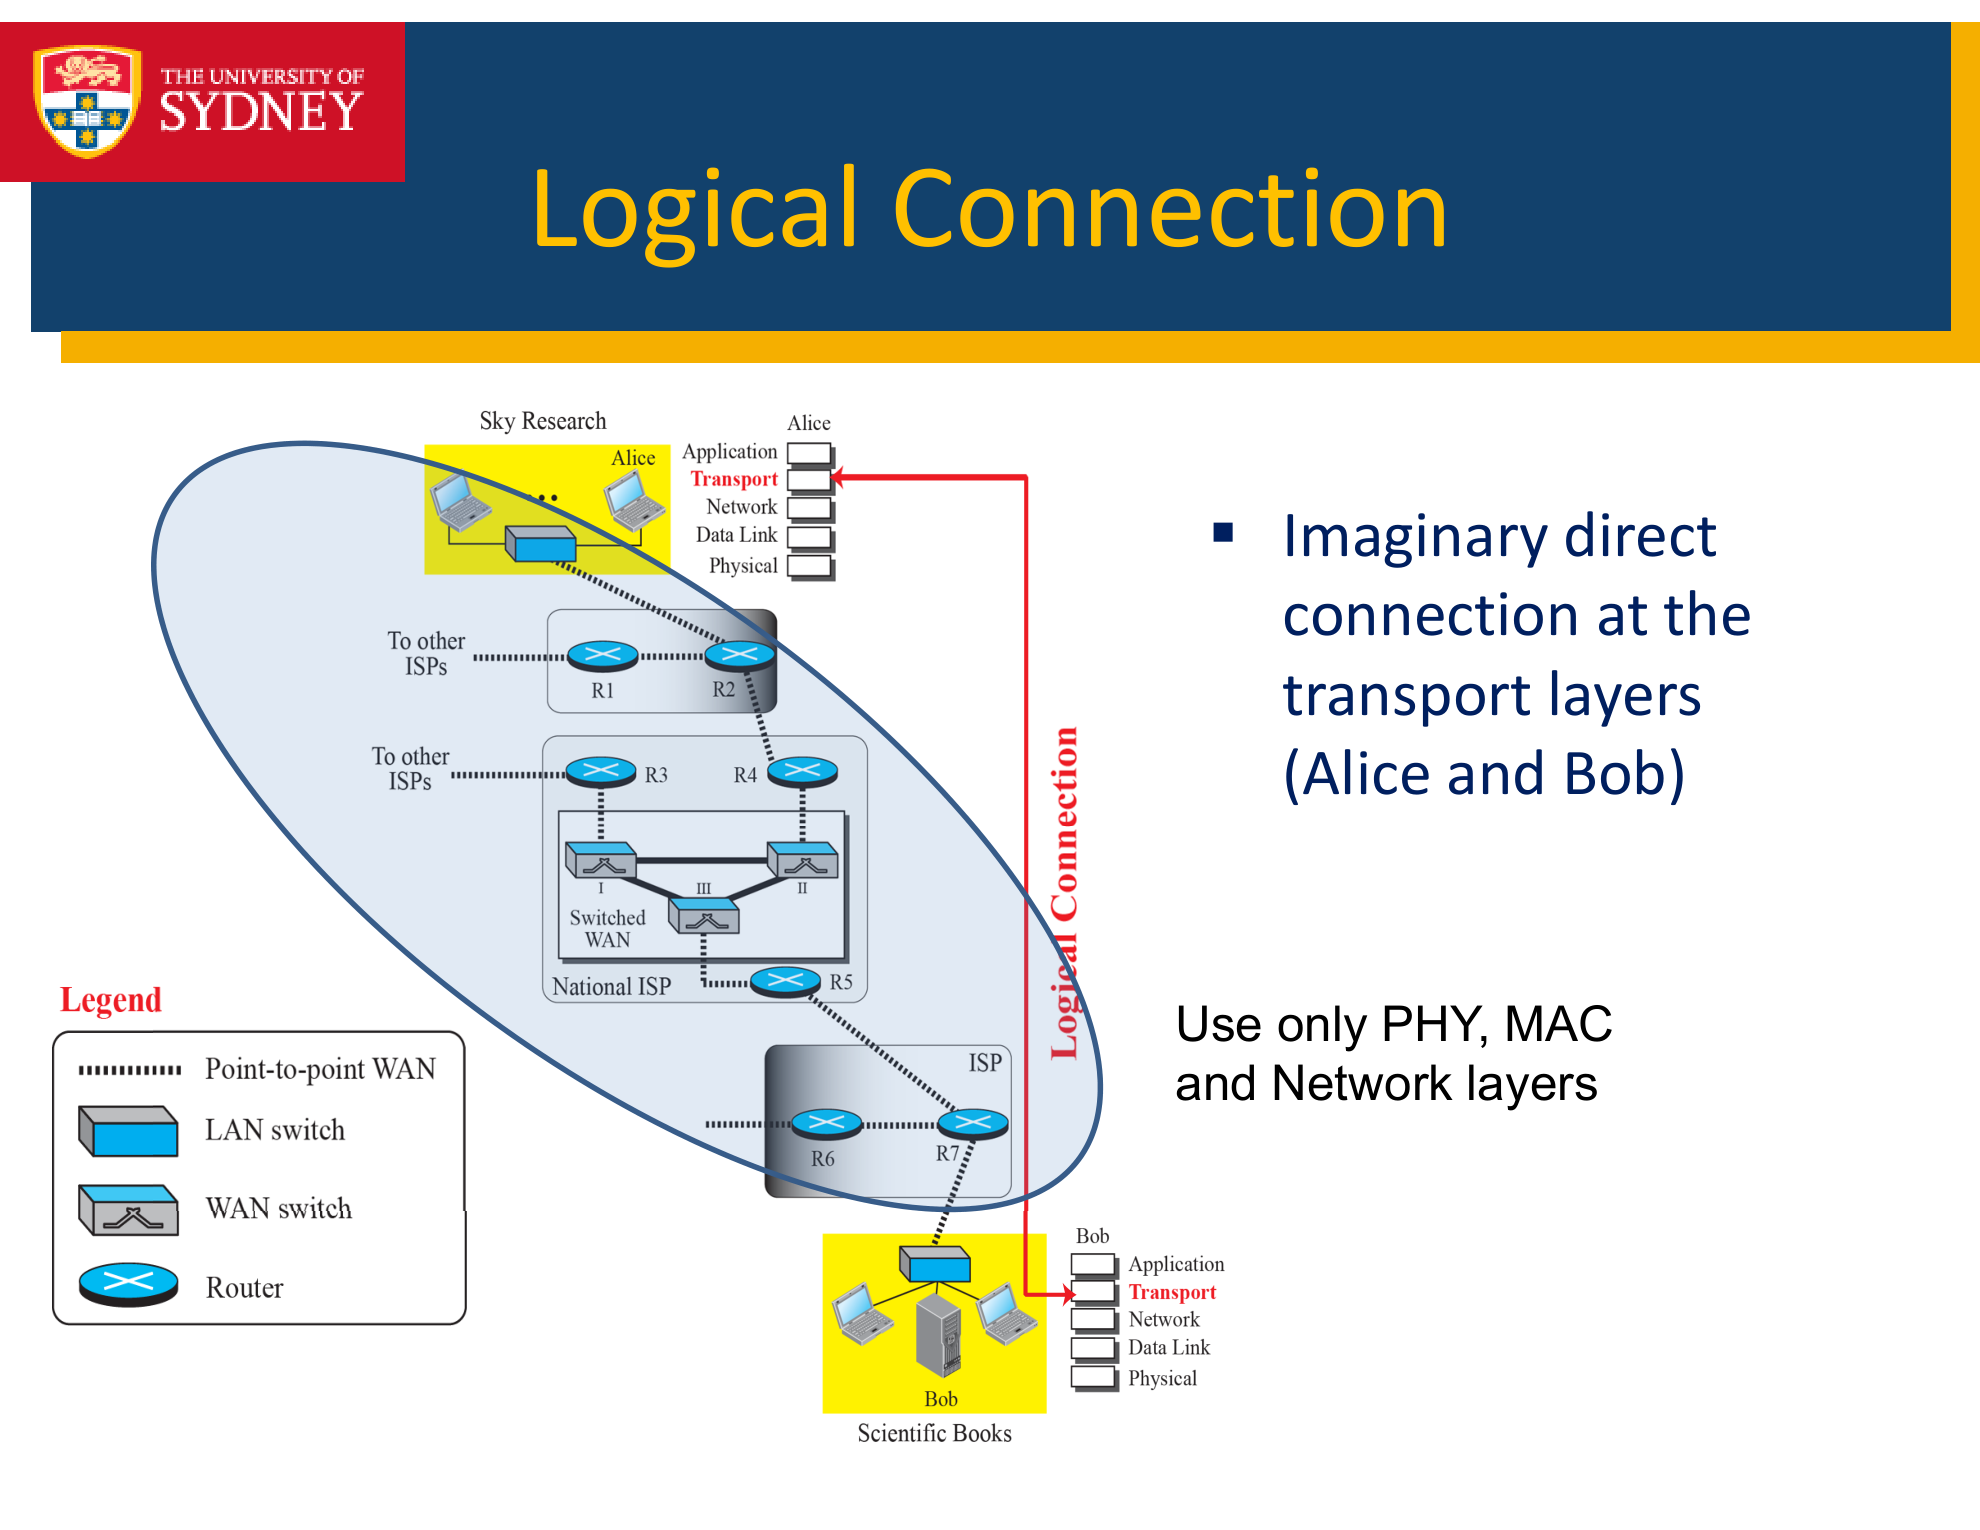 THE UNIVERSITY OF
SYDNEY
Logical Connection
Sky Research
Alice
Alice
Application
Transport
Network
Data Link
Physical
To other
ISPs
R1
R2
To other
ISPs
R3
R4
I
III
II
Switched
WAN
National ISP
R5
ISP
R6
R7
Logical Connection
Bob
Application
Transport
Network
Data Link
Physical
Bob
Scientific Books
Legend
Point-to-point WAN
LAN switch
WAN switch
Router
▪ Imaginary direct
connection at the
transport layers
(Alice and Bob)
Use only PHY, MAC
and Network layers